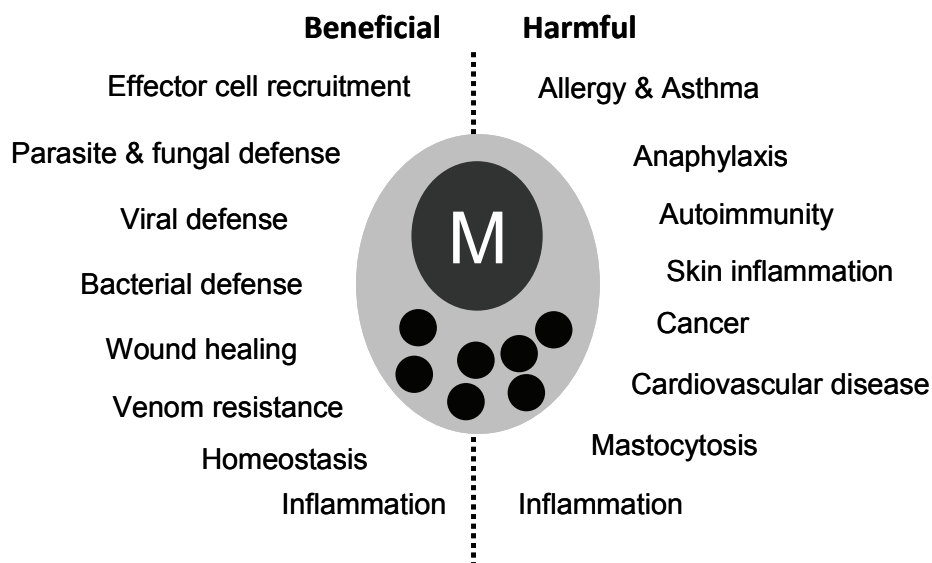 Beneficial
Harmful
Effector cell recruitment
Allergy & Asthma
Parasite & fungal defense
Anaphylaxis
Viral defense
Autoimmunity
M
Bacterial defense
Skin inflammation
Cancer
Wound healing
Cardiovascular disease
Venom resistance
Mastocytosis
Homeostasis
Inflammation
Inflammation